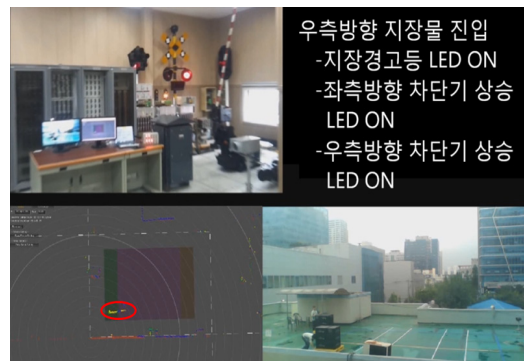 우측방향 지장물 진입
-지장경고등 LED ON
-좌측방향 차단기 상승
LED ON
-우측방향 차단기 상승
LED ON